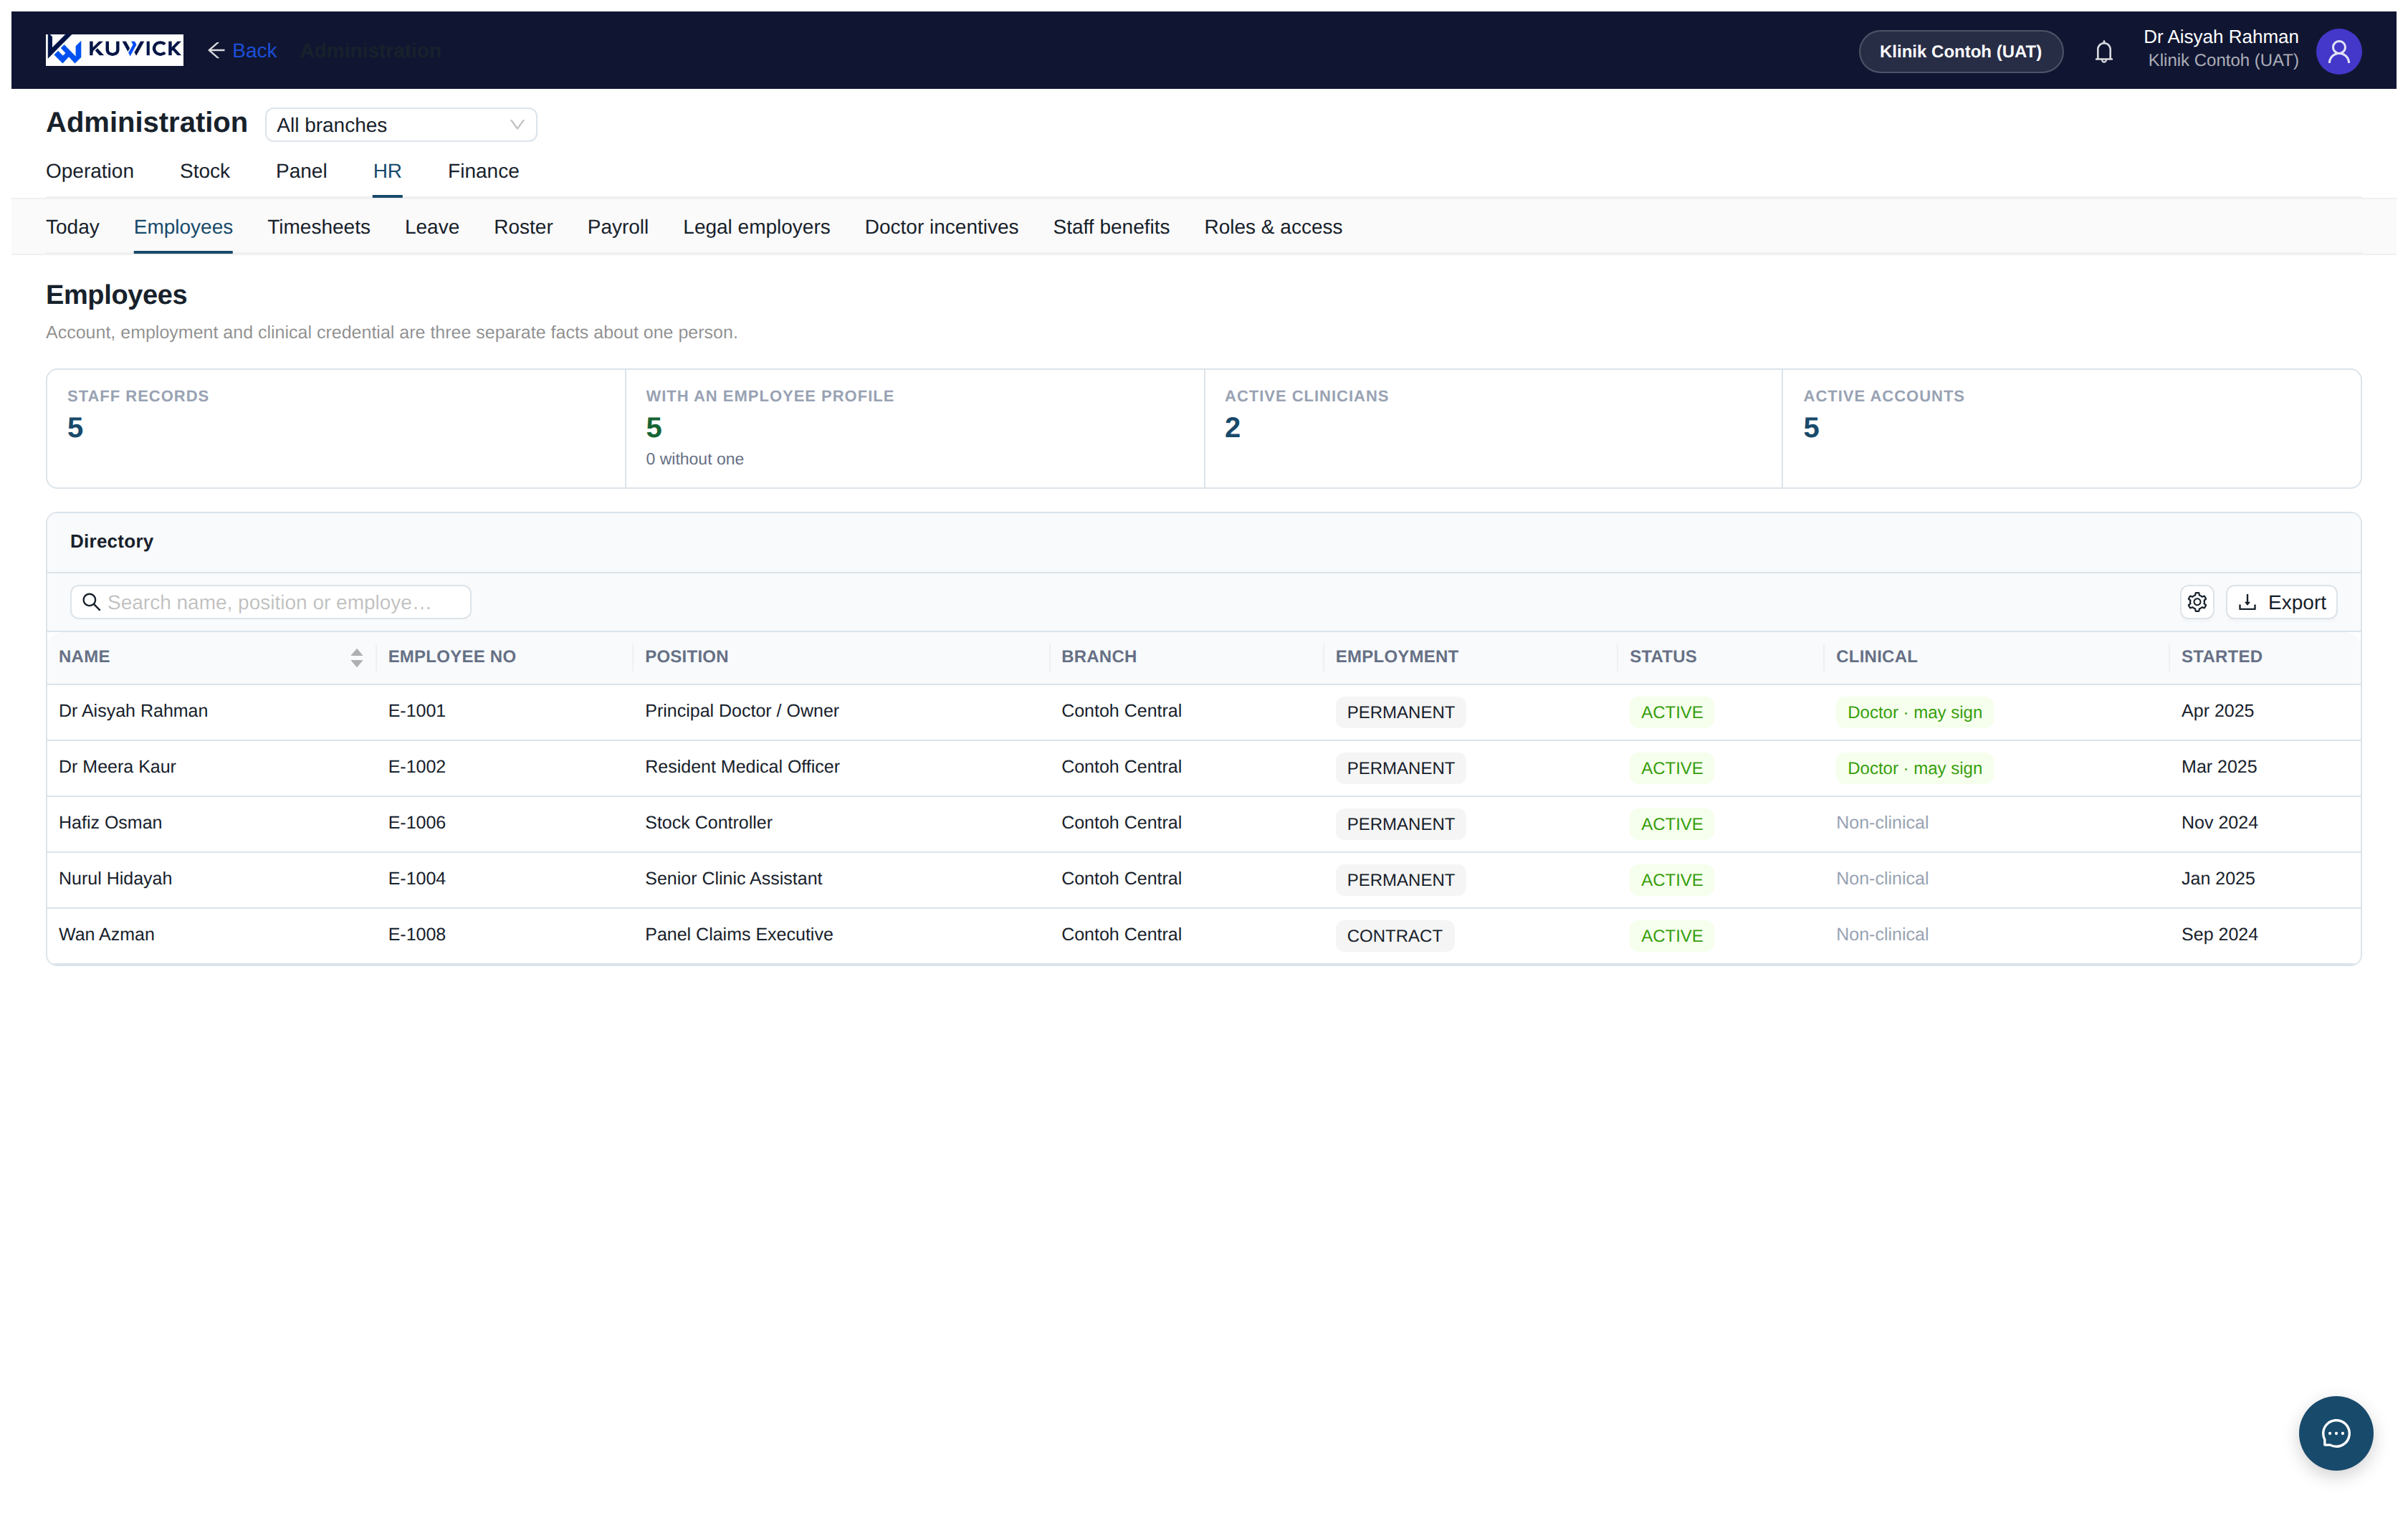 KUWICK
Back Administration
Klinik Contoh (UAT)
Dr Aisyah Rahman
Klinik Contoh (UAT)
Administration
All branches
Operation Stock Panel HR Finance
Today Employees Timesheets Leave Roster Payroll Legal employers Doctor incentives Staff benefits Roles & access
Employees
Account, employment and clinical credential are three separate facts about one person.
STAFF RECORDS
5
WITH AN EMPLOYEE PROFILE
5
0 without one
ACTIVE CLINICIANS
2
ACTIVE ACCOUNTS
5
Directory
Search name, position or employe…
Export
NAME EMPLOYEE NO POSITION BRANCH EMPLOYMENT STATUS CLINICAL STARTED
Dr Aisyah Rahman E-1001 Principal Doctor / Owner Contoh Central PERMANENT ACTIVE Doctor · may sign Apr 2025
Dr Meera Kaur E-1002 Resident Medical Officer Contoh Central PERMANENT ACTIVE Doctor · may sign Mar 2025
Hafiz Osman E-1006 Stock Controller Contoh Central PERMANENT ACTIVE Non-clinical Nov 2024
Nurul Hidayah E-1004 Senior Clinic Assistant Contoh Central PERMANENT ACTIVE Non-clinical Jan 2025
Wan Azman E-1008 Panel Claims Executive Contoh Central CONTRACT ACTIVE Non-clinical Sep 2024